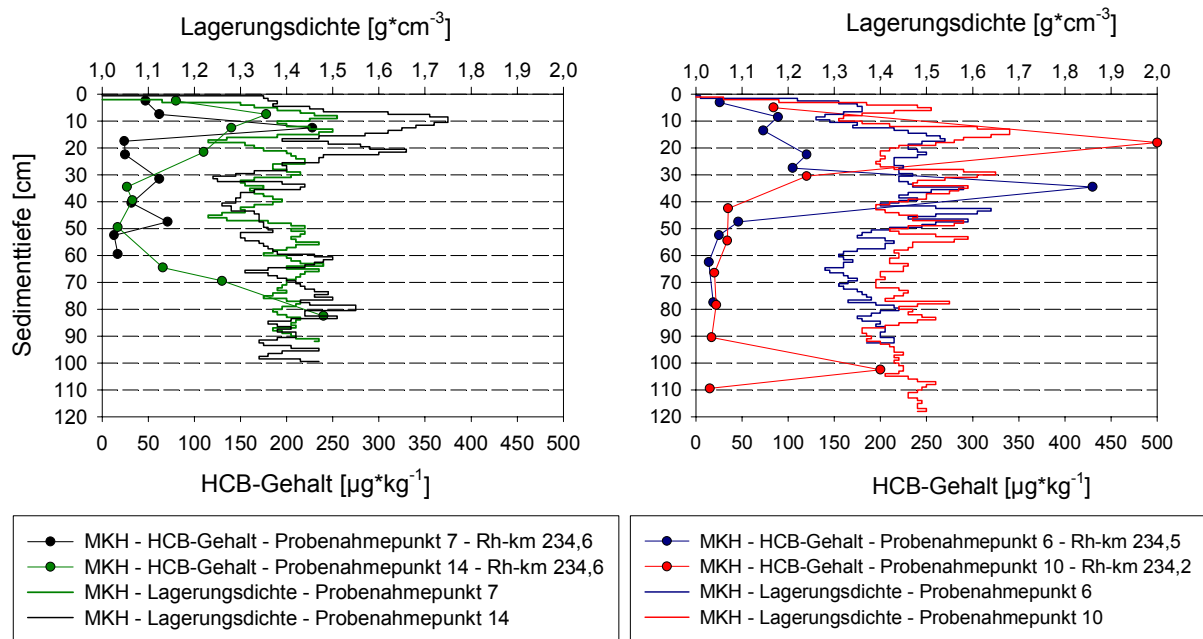 Lagerungsdichte [g*cm-3]
1,0 1,1 1,2 1,3 1,4 1,5 1,6 1,7 1,8 1,9 2,0
Sedimenttiefe [cm]
0
10
20
30
40
50
60
70
80
90
100
110
120
0 50 100 150 200 250 300 350 400 450 500
HCB-Gehalt [µg*kg-1]
MKH - HCB-Gehalt - Probenahmepunkt 7 - Rh-km 234,6
MKH - HCB-Gehalt - Probenahmepunkt 14 - Rh-km 234,6
MKH - Lagerungsdichte - Probenahmepunkt 7
MKH - Lagerungsdichte - Probenahmepunkt 14
Lagerungsdichte [g*cm-3]
1,0 1,1 1,2 1,3 1,4 1,5 1,6 1,7 1,8 1,9 2,0
0
10
20
30
40
50
60
70
80
90
100
110
120
0 50 100 150 200 250 300 350 400 450 500
HCB-Gehalt [µg*kg-1]
MKH - HCB-Gehalt - Probenahmepunkt 6 - Rh-km 234,5
MKH - HCB-Gehalt - Probenahmepunkt 10 - Rh-km 234,2
MKH - Lagerungsdichte - Probenahmepunkt 6
MKH - Lagerungsdichte - Probenahmepunkt 10